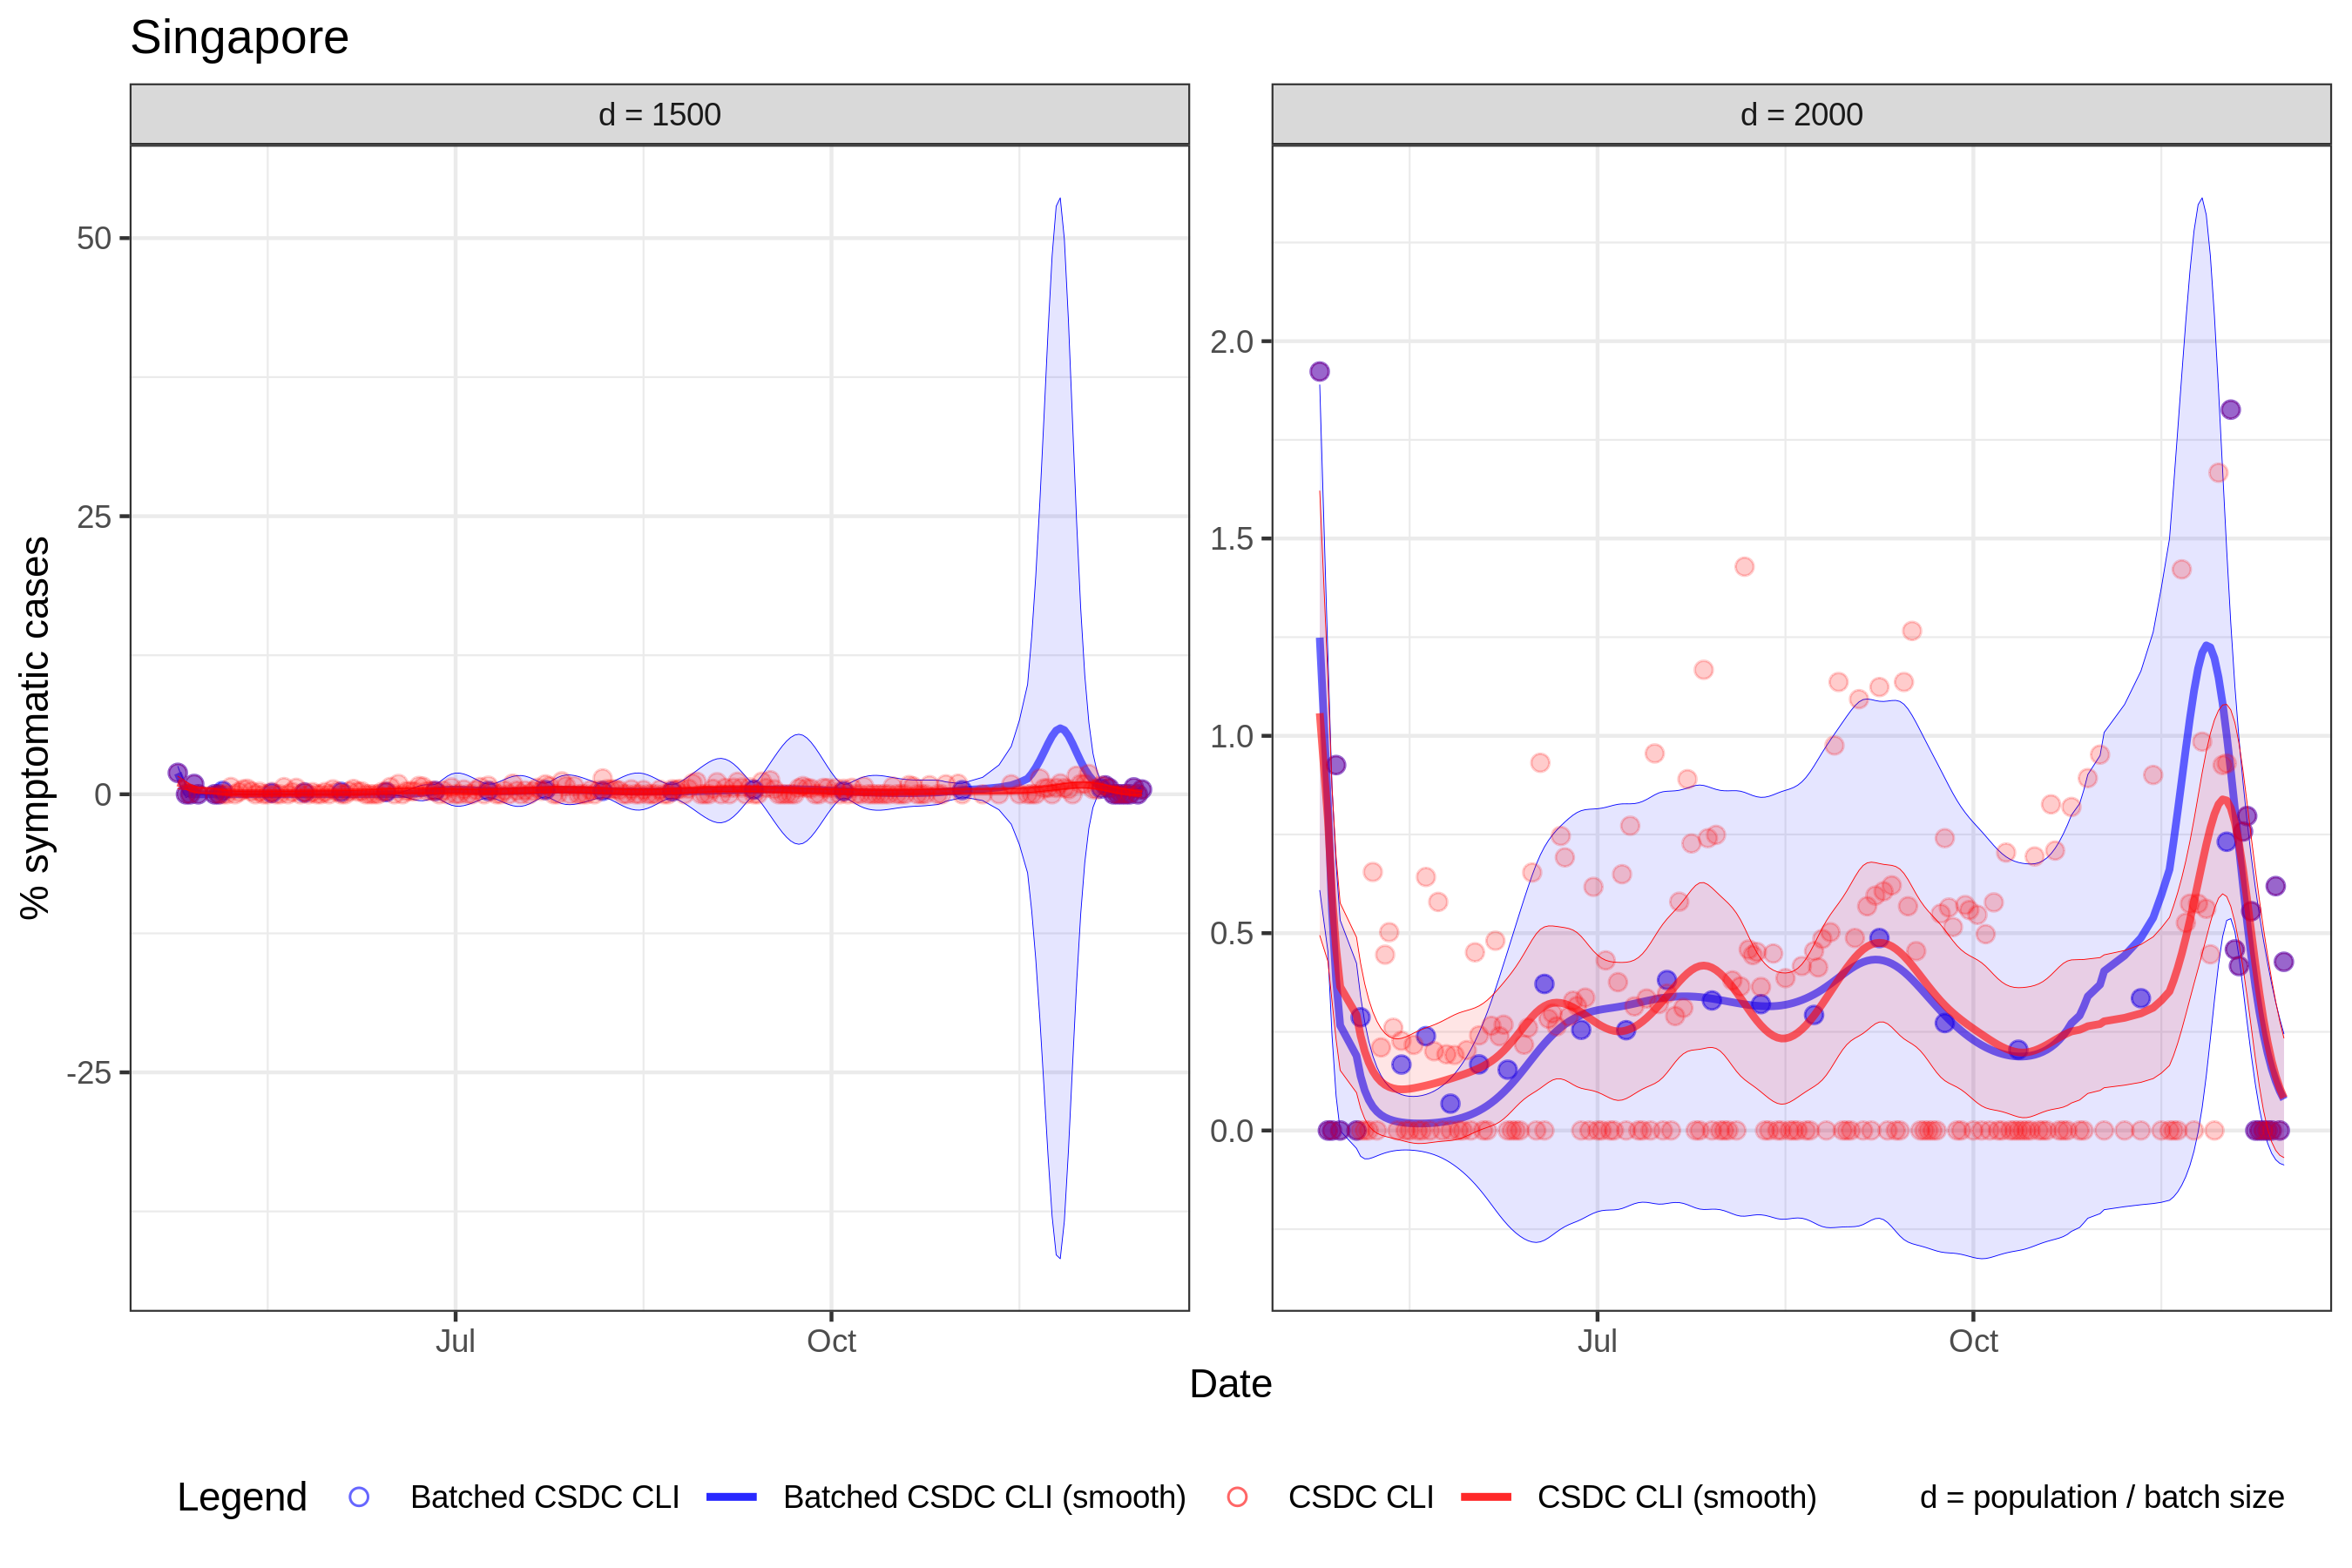 Singapore
d = 1500
d = 2000
% symptomatic cases
50
25
0
-25
2.0
1.5
1.0
0.5
0.0
Jul
Oct
Jul
Oct
Date
Legend
Batched CSDC CLI
Batched CSDC CLI (smooth)
CSDC CLI
CSDC CLI (smooth)
d = population / batch size